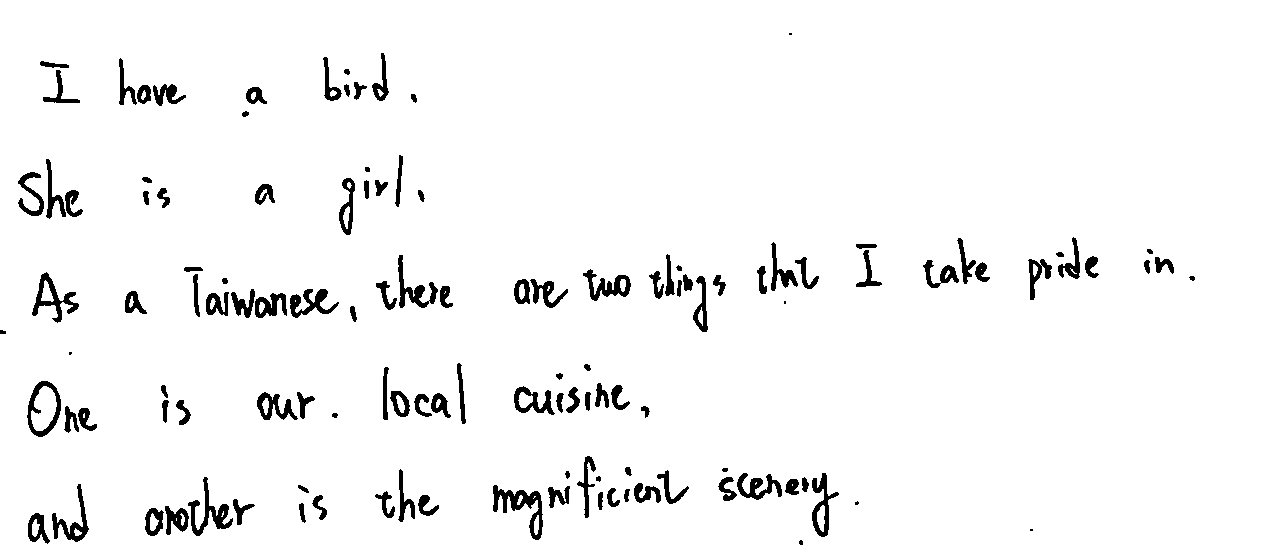 I have a bird.
She is a girl.
As a Taiwanese, there are two things that I take pride in.
One is our. local cuisine,
and another is the magnificient scenery.